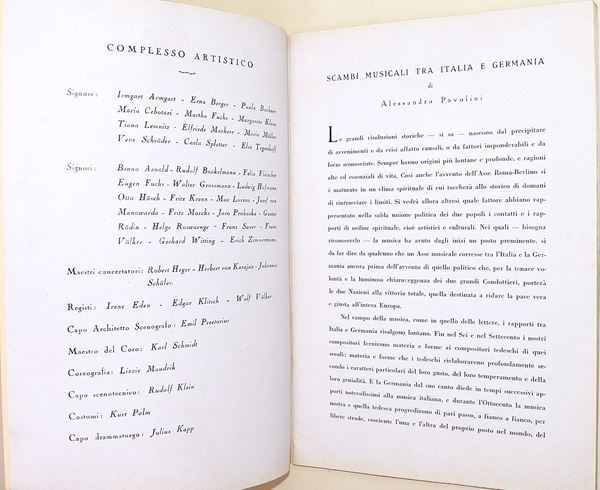 COMPLESSO ARTISTICO
Signore: Irmgart Armgart - Erna Berger - Paula Buchner
Maria Cebotari - Martha Fuchs - Margarete Klose
Tiana Lemnitz - Elfriede Marherr - Maria Müller
Vera Schröder - Carla Spletter - Elsa Tegetthoff
Signori: Benno Arnold - Rudolf Bockelmann - Felix Fleischer
Eugen Fuchs - Walter Grossmann - Ludwig Hofmann
Otto Hüsch - Fritz Krenn - Max Lorenz - Josef von
Manowarda - Fritz Marcks - Jaro Prohaska - Gustav
Rödin - Helge Roswaenge - Franz Sauer - Franz
Völker - Gerhard Witting - Erich Zimmermann.
Maestri concertatori: Robert Heger - Herbert von Karajan - Johannes
Schüler.
Registi: Irene Eden - Edgar Klitsch - Wolf Völker
Capo Architetto Scenografo: Emil Preetorius
Maestro del Coro: Karl Schmidt
Coreografia: Lizzie Maudrik
Capo scenotecnico: Rudolf Klein
Costumi: Kurt Palm
Capo drammaturgo: Julius Kapp
SCAMBI MUSICALI TRA ITALIA E GERMANIA
di
Alessandro Pavolini
Le grandi risoluzioni storiche — si sa — nascono dal precipitare
di avvenimenti e da crisi affatto causali, o da fattori imponderabili e da
forze sconosciute. Sempre hanno origini più lontane e profonde, e ragioni
alte ed essenziali di vita. Così anche l'avvento dell'Asse Roma-Berlino si
è maturato in un clima spirituale di cui toccherà allo storico di domani
di rintracciare i limiti. Si vedrà allora altresì quale fattore abbiano rap-
presentato nella salda unione politica dei due popoli i contatti e i rap-
porti di ordine spirituale, cioè artistici e culturali. Nei quali — bisogna
riconoscerlo — la musica ha avuto dagli inizi un posto preminente, sì
da far dire da qualcuno che un Asse musicale corresse tra l'Italia e la Ger-
mania ancora prima dell'avvento di quello politico che, per la tenace vo-
lontà e la luminosa chiaroveggenza dei due grandi Condottieri, porterà
le due Nazioni alla vittoria totale, quella destinata a ridare la pace vera
e giusta all'intera Europa.
Nel campo della musica, come in quello delle lettere, i rapporti tra
Italia e Germania risalgono lontano. Fin nel Sei e nel Settecento i nostri
compositori fornirono materia e forme ai compositori tedeschi di quei
secoli: materia e forme che i tedeschi rielaborarono profondamente se-
condo i caratteri particolari del loro gusto, del loro temperamento e della
loro genialità. E la Germania dal suo canto diede in tempi successivi ap-
porti notevolissimi alla musica italiana, e durante l'Ottocento la musica
nostra e quella tedesca progredirono di pari passo, a fianco a fianco, per
libere strade, cosciente l'una e l'altra del proprio posto nel mondo, del